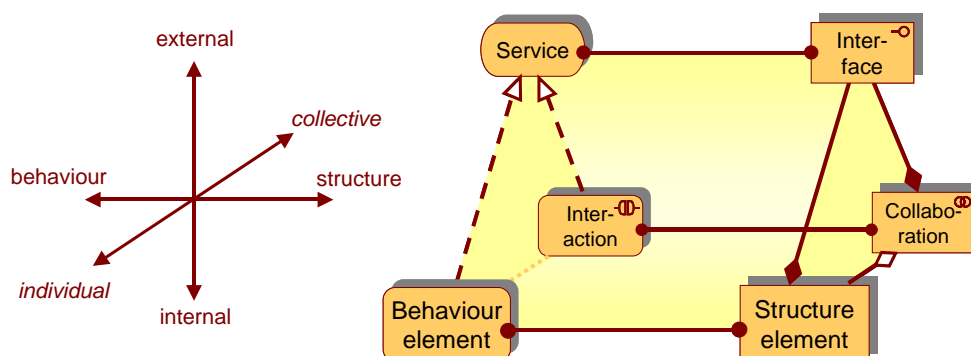 external
collective
behaviour
structure
individual
internal
Service
Inter-
face
Inter-
action
Collabo-
ration
Behaviour
element
Structure
element